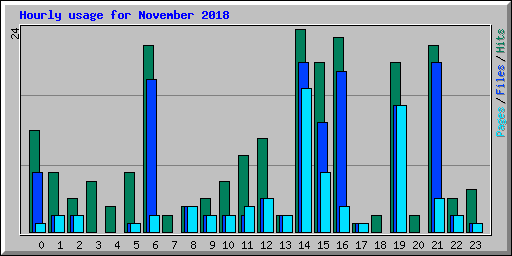 Hourly usage for November 2018
24
Pages/Files/Hits
0 1 2 3 4 5 6 7 8 9 10 11 12 13 14 15 16 17 18 19 20 21 22 23